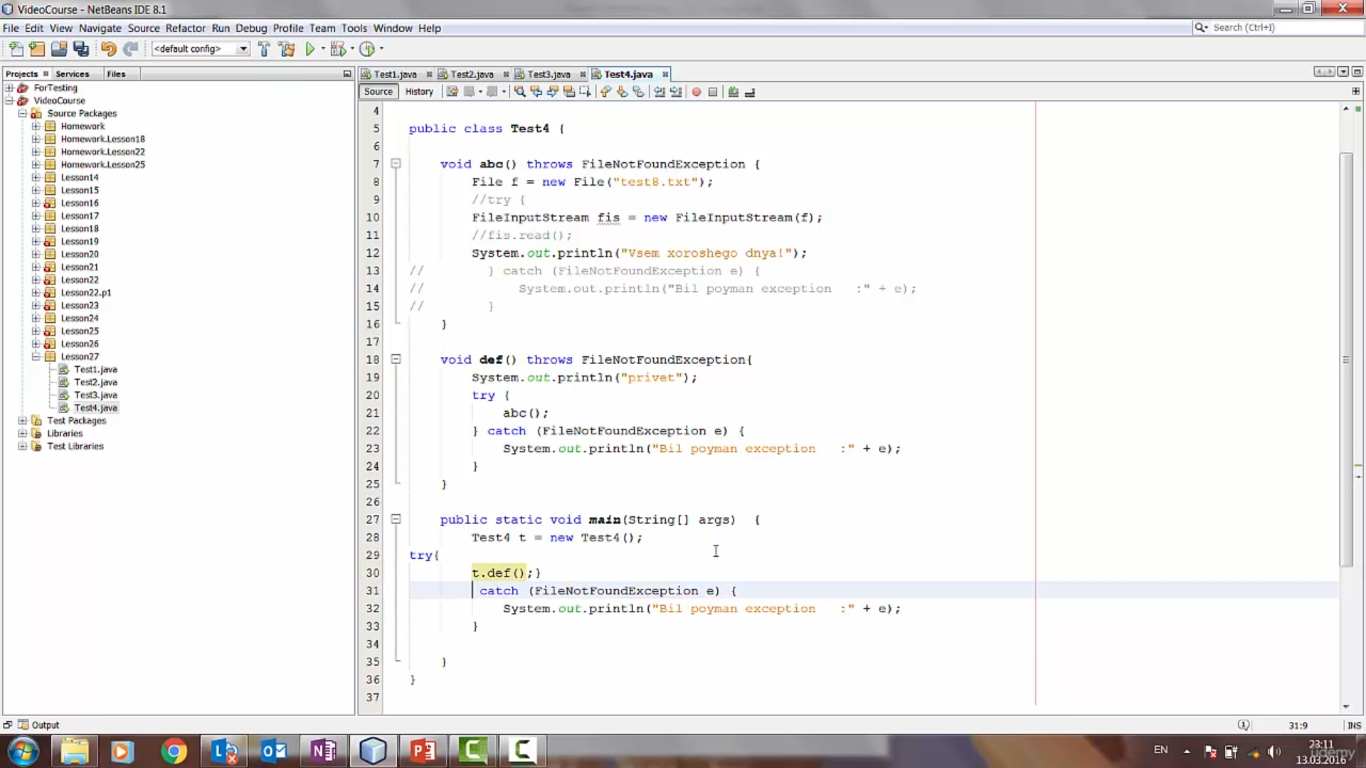 VideoCourse - NetBeans IDE 8.1
File Edit View Navigate Source Refactor Run Debug Profile Team Tools Window Help
Search (Ctrl+I)
<default config>
Projects Services Files
Test1.java Test2.java Test3.java Test4.java
Source History
ForTesting
VideoCourse
Source Packages
Homework
Homework.Lesson18
Homework.Lesson22
Homework.Lesson25
Lesson14
Lesson15
Lesson16
Lesson17
Lesson18
Lesson19
Lesson20
Lesson21
Lesson22
Lesson22.p1
Lesson23
Lesson24
Lesson25
Lesson26
Lesson27
Test1.java
Test2.java
Test3.java
Test4.java
Test Packages
Libraries
Test Libraries
4
5 public class Test4 {
6
7 void abc() throws FileNotFoundException {
8 File f = new File("test8.txt");
9 //try {
10 FileInputStream fis = new FileInputStream(f);
11 //fis.read();
12 System.out.println("Vsem xoroshego dnya!");
13 // } catch (FileNotFoundException e) {
14 // System.out.println("Bil poyman exception :" + e);
15 // }
16 }
17
18 void def() throws FileNotFoundException{
19 System.out.println("privet");
20 try {
21 abc();
22 } catch (FileNotFoundException e) {
23 System.out.println("Bil poyman exception :" + e);
24 }
25 }
26
27 public static void main(String[] args) {
28 Test4 t = new Test4();
29 try{
30 t.def();}
31 catch (FileNotFoundException e) {
32 System.out.println("Bil poyman exception :" + e);
33 }
34
35 }
36 }
37
Output
31:9 INS
EN
23:11
13.03.2016
udemy